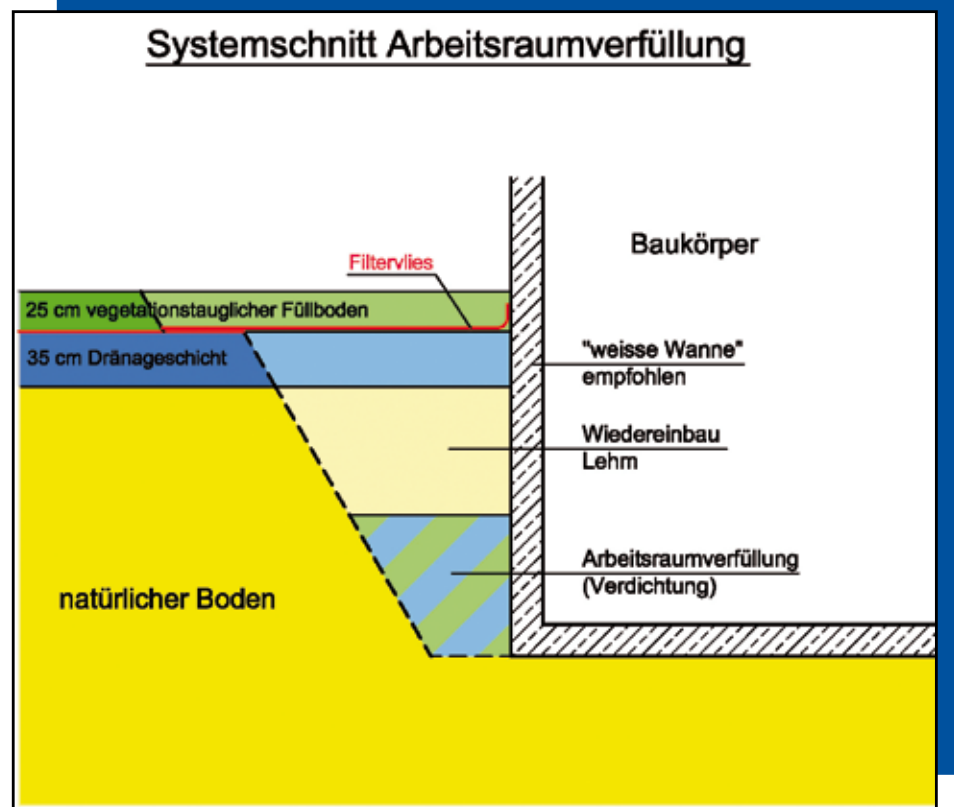 Systemschnitt Arbeitsraumverfüllung
Baukörper
Filtervlies
25 cm vegetationstauglicher Füllboden
35 cm Dränageschicht
"weisse Wanne"
empfohlen
Wiedereinbau
Lehm
Arbeitsraumverfüllung
(Verdichtung)
natürlicher Boden